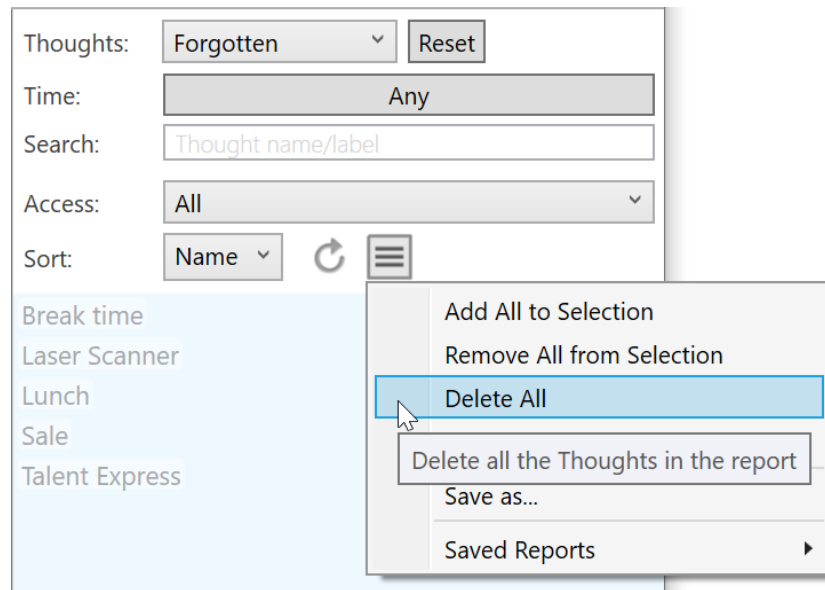 Thoughts: Forgotten Reset
Time: Any
Search: Thought name/label
Access: All
Sort: Name
Break time
Laser Scanner
Lunch
Sale
Talent Express
Add All to Selection
Remove All from Selection
Delete All
Delete all the Thoughts in the report
Save as...
Saved Reports